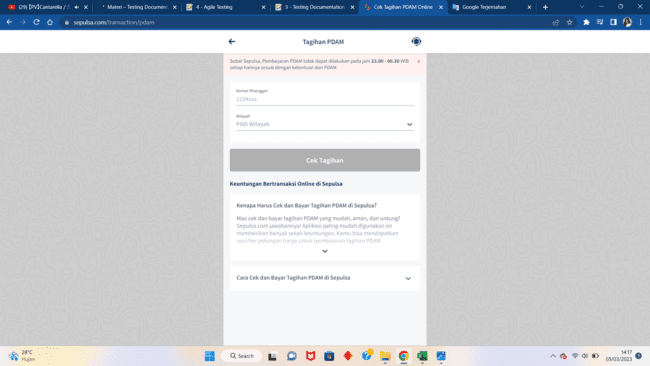 (29) [MV] Cantarella / 
Materi – Testing Document
4 - Agile Testing
3 - Testing Documentation
Cek Tagihan PDAM Online
Google Terjemahan
sepulsa.com/transaction/pdam
Tagihan PDAM
Sobat Sepulsa, Pembayaran PDAM tidak dapat dilakukan pada jam 23.00 - 00.30 WIB
setiap harinya sesuai dengan ketentuan dari PDAM
Nomor Pelanggan
1234xxx
Wilayah
Pilih Wilayah
Cek Tagihan
Keuntungan Bertransaksi Online di Sepulsa
Kenapa Harus Cek dan Bayar Tagihan PDAM di Sepulsa?
Mau cek dan bayar tagihan PDAM yang mudah, aman, dan untung?
Sepulsa.com jawabannya! Aplikasi paling mudah digunakan ini
memberikan banyak sekali keuntungan. Kamu bisa mendapatkan
voucher potongan harga untuk pembayaran tagihan PDAM.
Cara Cek dan Bayar Tagihan PDAM di Sepulsa
28°C
Hujan
Search
14:17
05/03/2023